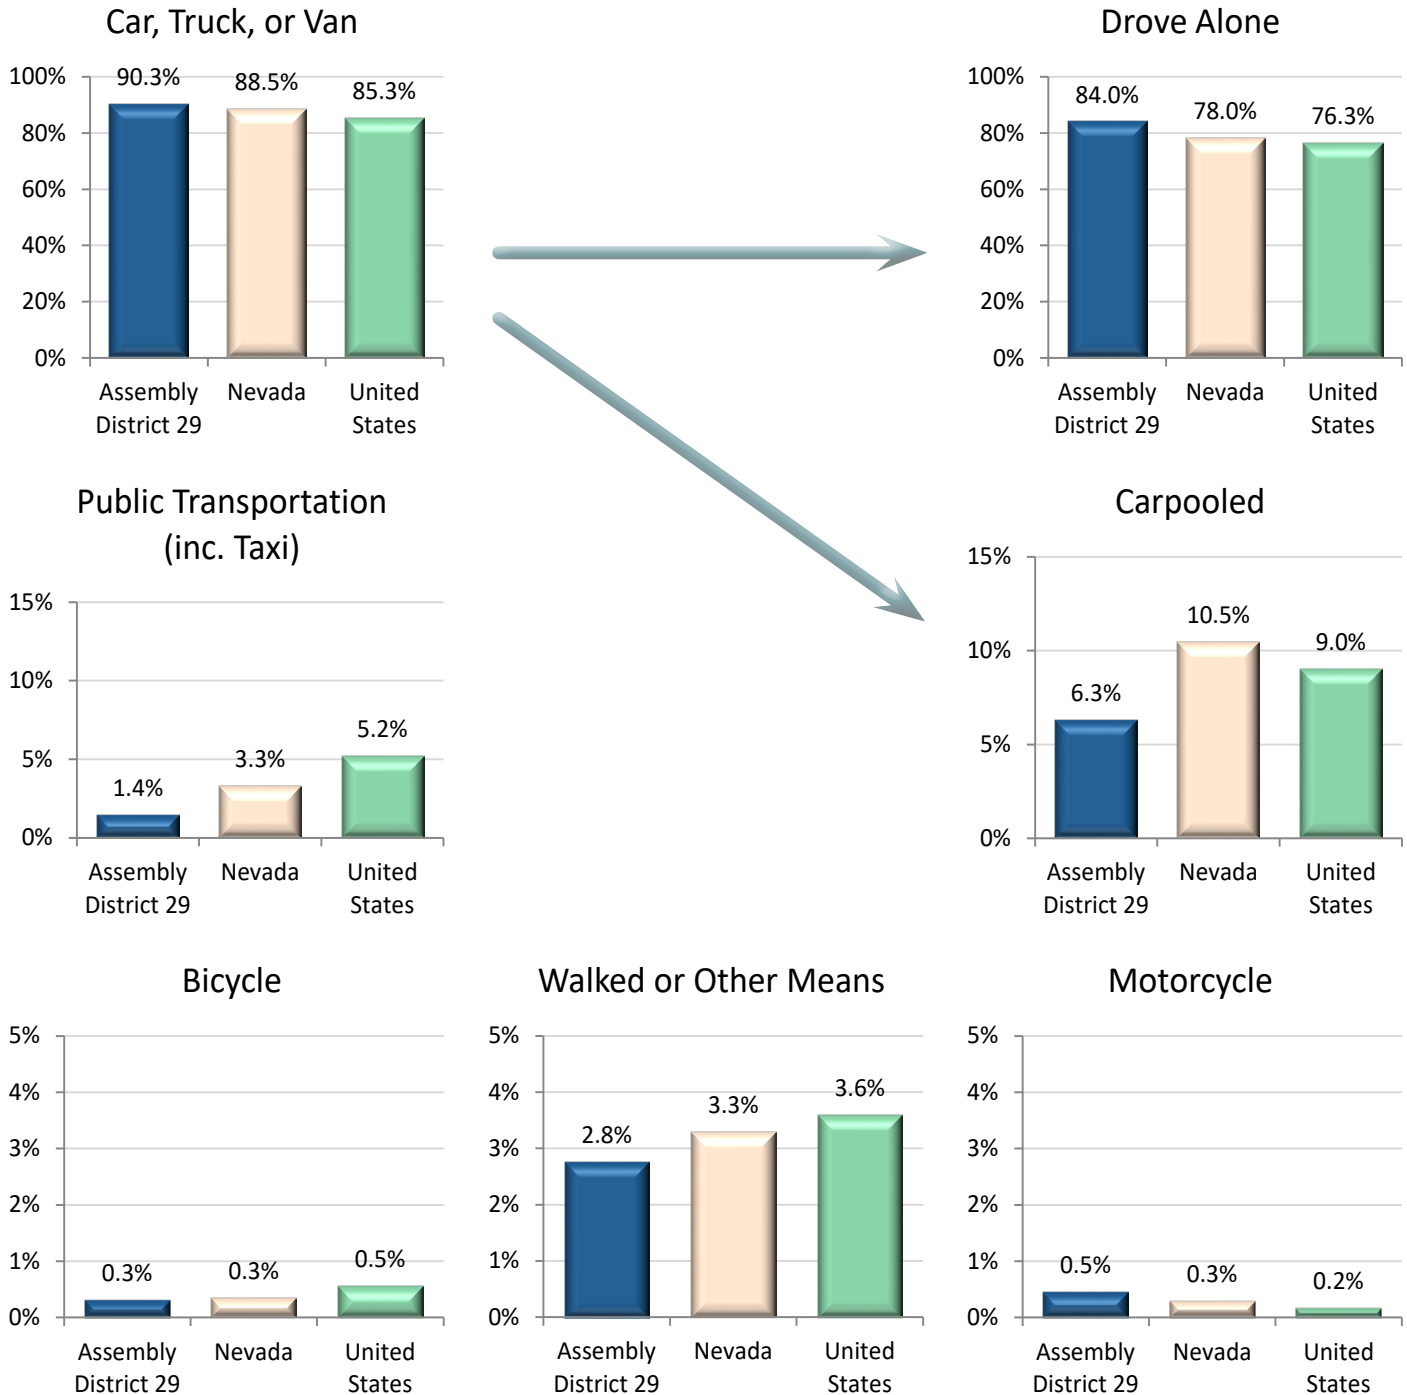 Car, Truck, or Van
100%
80%
60%
40%
20%
0%
90.3%
88.5%
85.3%
Assembly
District 29
Nevada
United
States
Drove Alone
100%
80%
60%
40%
20%
0%
84.0%
78.0%
76.3%
Assembly
District 29
Nevada
United
States
Public Transportation
(inc. Taxi)
15%
10%
5%
0%
1.4%
3.3%
5.2%
Assembly
District 29
Nevada
United
States
Carpooled
15%
10%
5%
0%
6.3%
10.5%
9.0%
Assembly
District 29
Nevada
United
States
Bicycle
5%
4%
3%
2%
1%
0%
0.3%
0.3%
0.5%
Assembly
District 29
Nevada
United
States
Walked or Other Means
5%
4%
3%
2%
1%
0%
2.8%
3.3%
3.6%
Assembly
District 29
Nevada
United
States
Motorcycle
5%
4%
3%
2%
1%
0%
0.5%
0.3%
0.2%
Assembly
District 29
Nevada
United
States